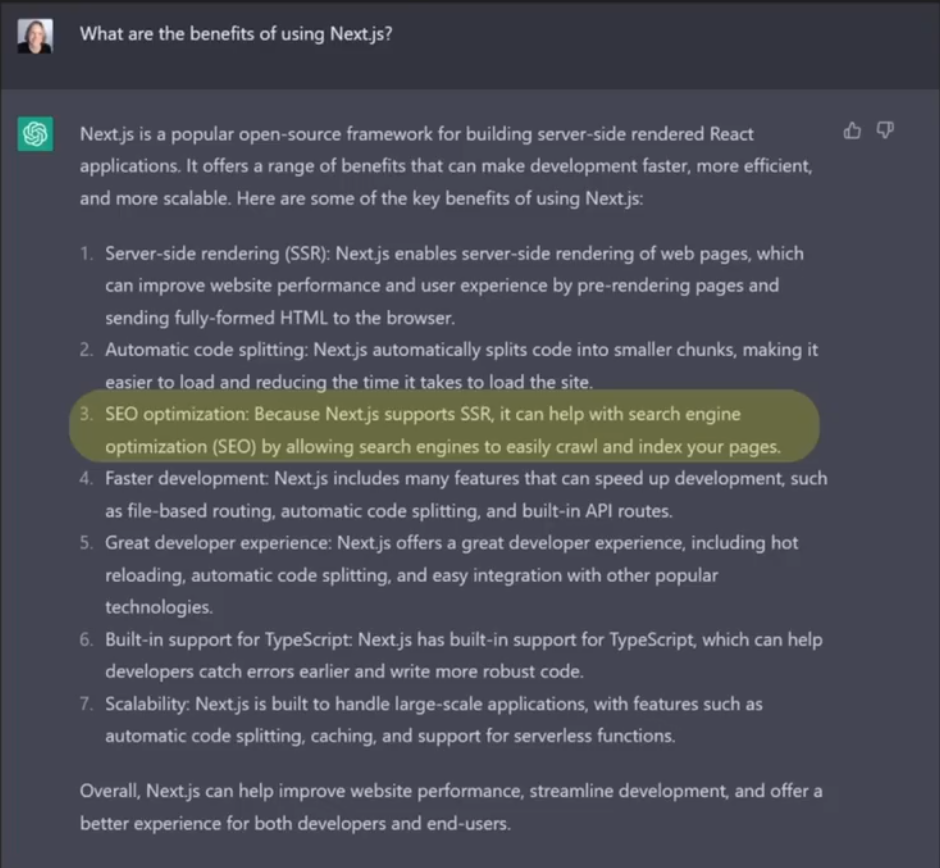 What are the benefits of using Next.js?
Next.js is a popular open-source framework for building server-side rendered React
applications. It offers a range of benefits that can make development faster, more efficient,
and more scalable. Here are some of the key benefits of using Next.js:
1. Server-side rendering (SSR): Next.js enables server-side rendering of web pages, which
can improve website performance and user experience by pre-rendering pages and
sending fully-formed HTML to the browser.
2. Automatic code splitting: Next.js automatically splits code into smaller chunks, making it
easier to load and reducing the time it takes to load the site.
3. SEO optimization: Because Next.js supports SSR, it can help with search engine
optimization (SEO) by allowing search engines to easily crawl and index your pages.
4. Faster development: Next.js includes many features that can speed up development, such
as file-based routing, automatic code splitting, and built-in API routes.
5. Great developer experience: Next.js offers a great developer experience, including hot
reloading, automatic code splitting, and easy integration with other popular
technologies.
6. Built-in support for TypeScript: Next.js has built-in support for TypeScript, which can help
developers catch errors earlier and write more robust code.
7. Scalability: Next.js is built to handle large-scale applications, with features such as
automatic code splitting, caching, and support for serverless functions.
Overall, Next.js can help improve website performance, streamline development, and offer a
better experience for both developers and end-users.